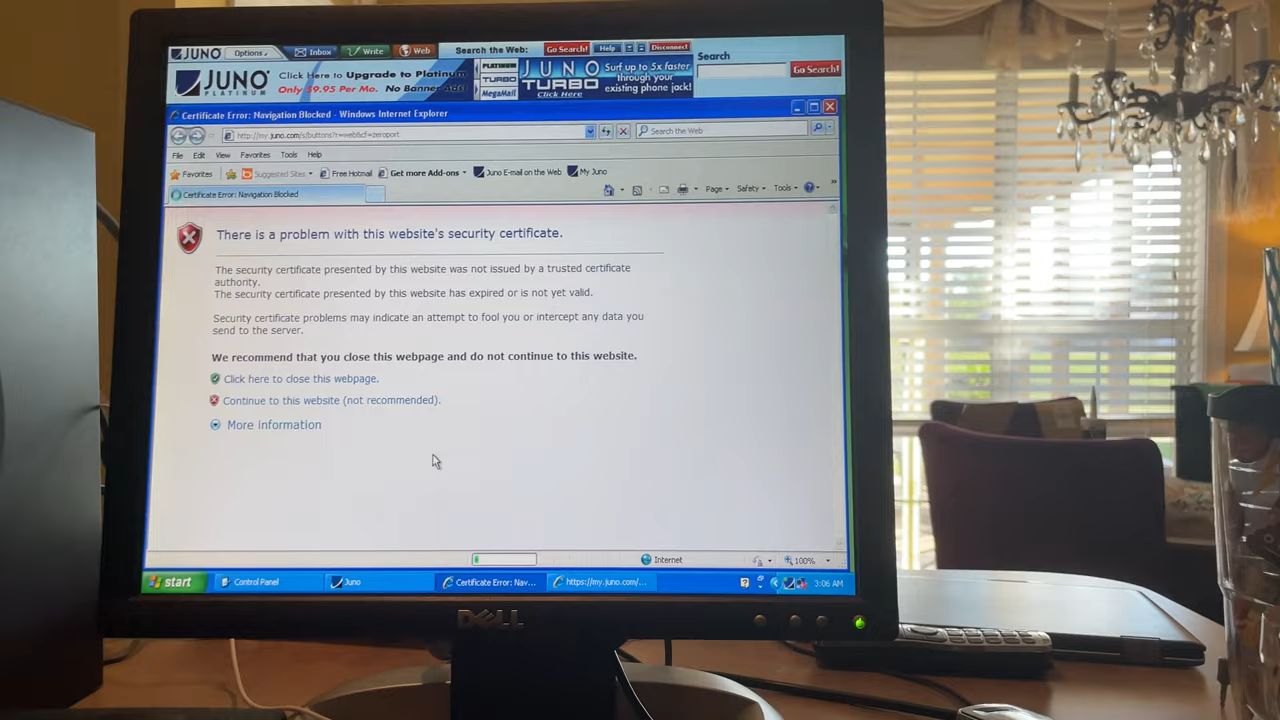 JUNO Options Inbox Write Web Search the Web: Go Search! Help Disconnect
JUNO PLATINUM
Click Here to Upgrade to Platinum
Only $9.95 Per Mo. No Banner Ads
PLATINUM
TURBO
MegaMail
JUNO TURBO
Click Here
Surf up to 5x faster
through your
existing phone jack!
Search
Go Search!
Certificate Error: Navigation Blocked - Windows Internet Explorer
Search the Web
File Edit View Favorites Tools Help
Favorites Suggested Sites Free Hotmail Get more Add-ons Juno E-mail on the Web My Juno
Certificate Error: Navigation Blocked
Page Safety Tools
There is a problem with this website's security certificate.
The security certificate presented by this website was not issued by a trusted certificate
authority.
The security certificate presented by this website has expired or is not yet valid.
Security certificate problems may indicate an attempt to fool you or intercept any data you
send to the server.
We recommend that you close this webpage and do not continue to this website.
Click here to close this webpage.
Continue to this website (not recommended).
More information
Internet 100%
start Control Panel Juno Certificate Error: Nav... https://my.juno.com/... 3:06 AM
DELL